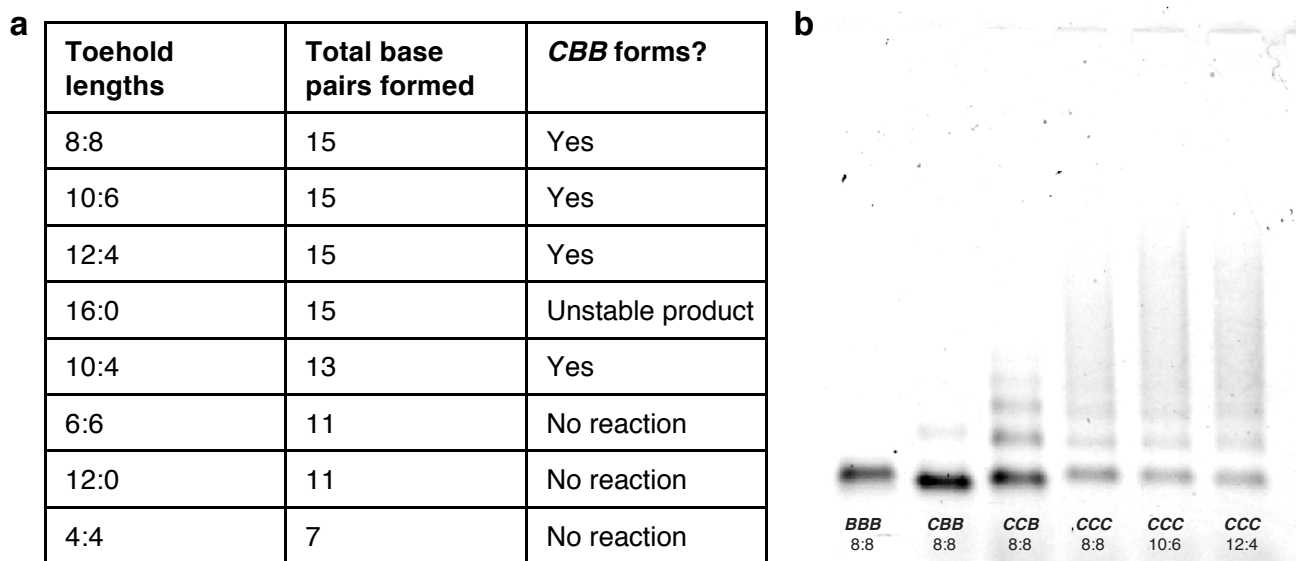 a
Toehold lengths | Total base pairs formed | CBB forms?
8:8 | 15 | Yes
10:6 | 15 | Yes
12:4 | 15 | Yes
16:0 | 15 | Unstable product
10:4 | 13 | Yes
6:6 | 11 | No reaction
12:0 | 11 | No reaction
4:4 | 7 | No reaction
b
BBB CBB CCB CCC CCC CCC
8:8 8:8 8:8 8:8 10:6 12:4